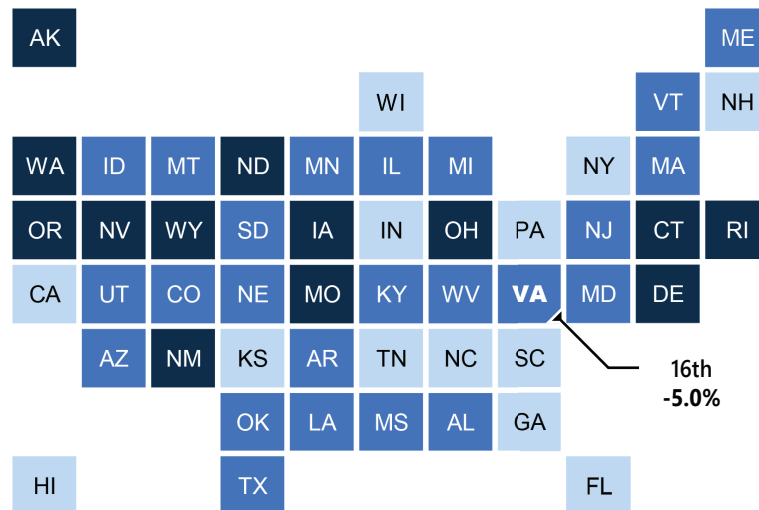 AK ME
WI VT NH
WA ID MT ND MN IL MI NY MA
OR NV WY SD IA IN OH PA NJ CT RI
CA UT CO NE MO KY WV VA MD DE
AZ NM KS AR TN NC SC
16th
-5.0%
OK LA MS AL GA
HI TX FL